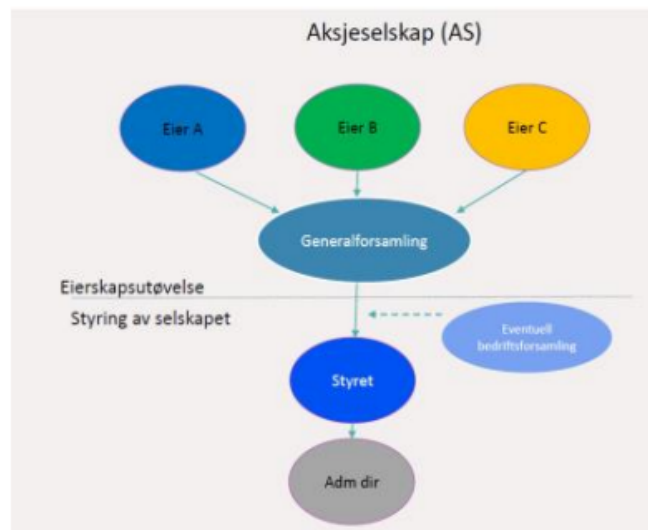 Aksjeselskap (AS)
Eier A
Eier B
Eier C
Generalforsamling
Eierskapsutøvelse
Styring av selskapet
Eventuell
bedriftsforsamling
Styret
Adm dir